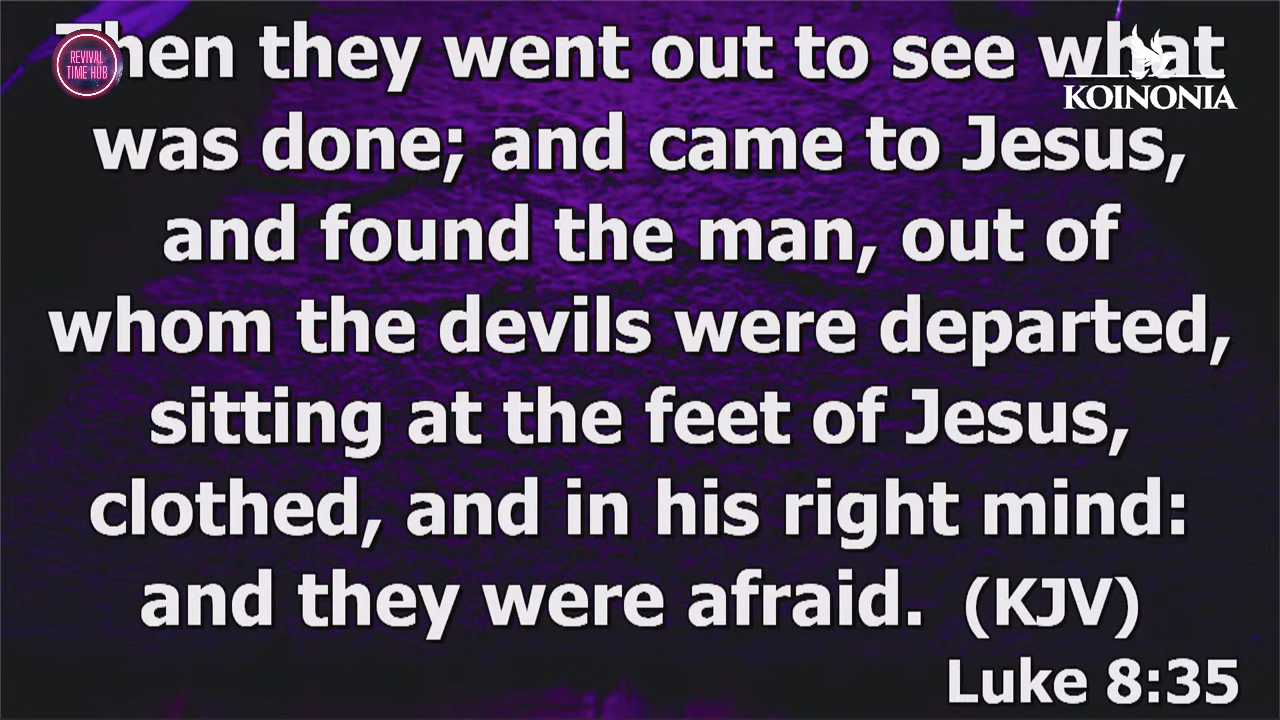 Then they went out to see what
REVIVAL
TIME HUB
KOINONIA
was done; and came to Jesus,
and found the man, out of
whom the devils were departed,
sitting at the feet of Jesus,
clothed, and in his right mind:
and they were afraid. (KJV)
Luke 8:35